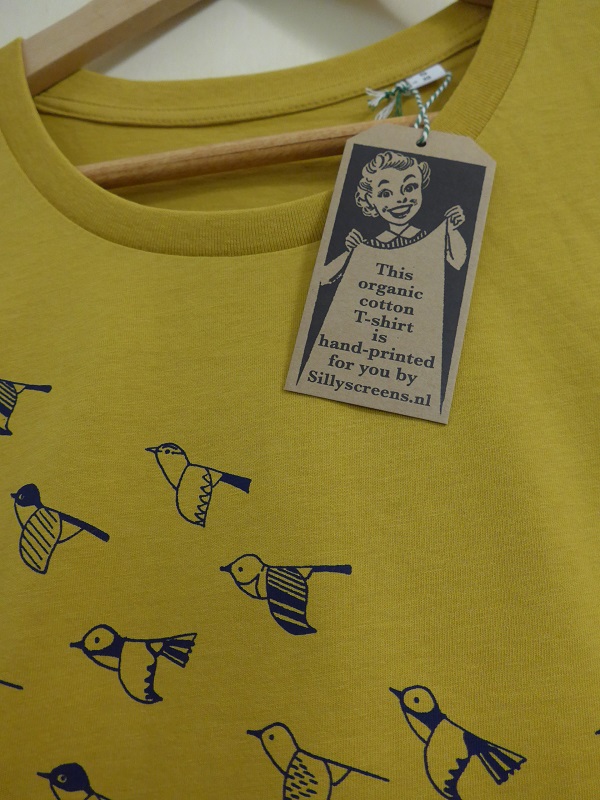 This
organic
cotton
T-shirt
is
hand-printed
for you by
Sillyscreens.nl